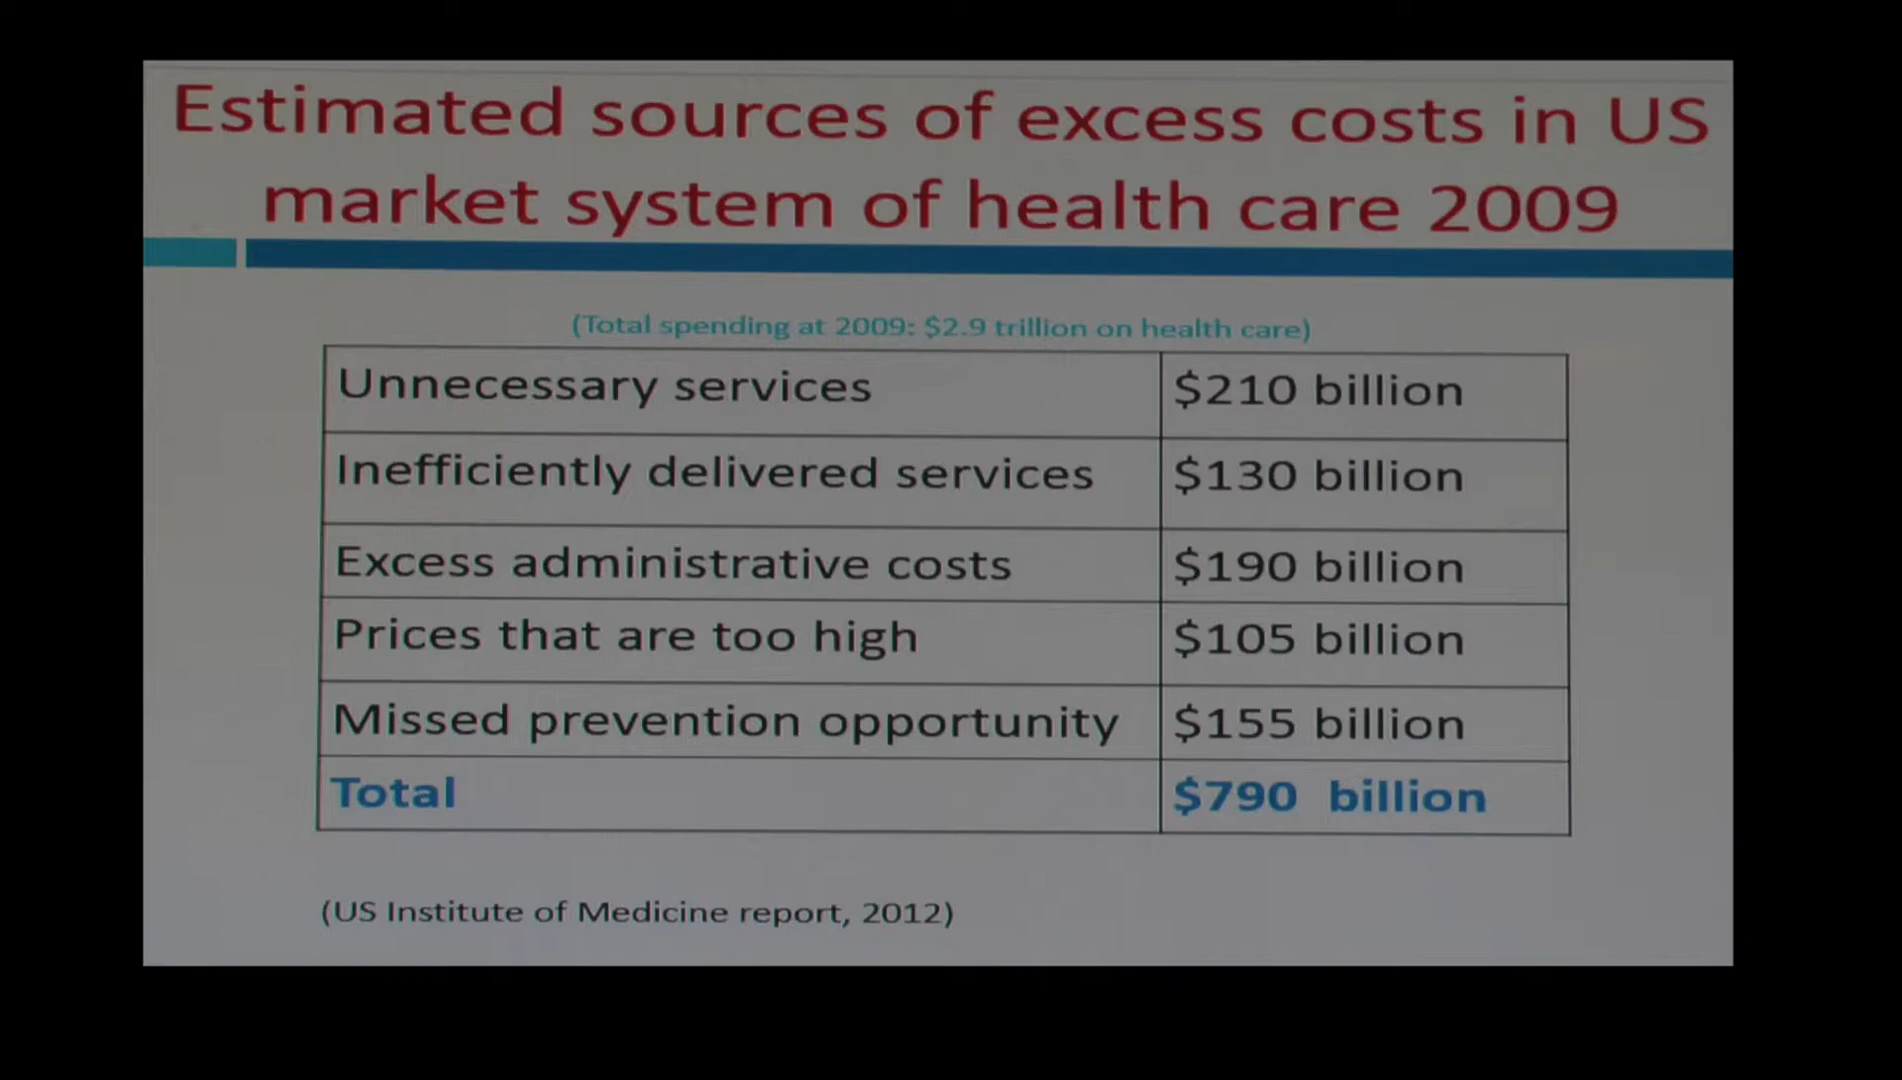 Estimated sources of excess costs in US
market system of health care 2009
(Total spending at 2009: $2.9 trillion on health care)
Unnecessary services $210 billion
Inefficiently delivered services $130 billion
Excess administrative costs $190 billion
Prices that are too high $105 billion
Missed prevention opportunity $155 billion
Total $790 billion
(US Institute of Medicine report, 2012)